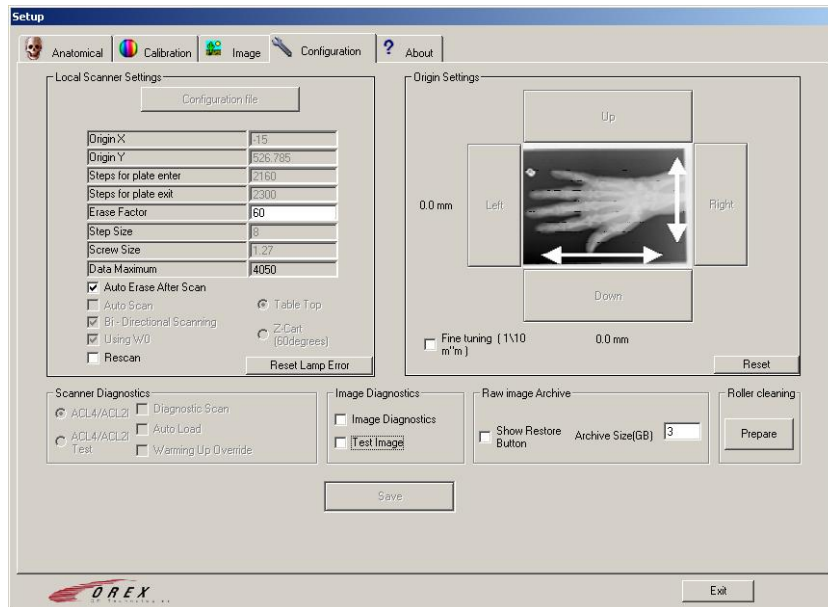 Setup
Anatomical Calibration Image Configuration ? About
Local Scanner Settings
Configuration file
Origin X -15
Origin Y 526.785
Steps for plate enter 2160
Steps for plate exit 2300
Erase Factor 60
Step Size 8
Screw Size 1.27
Data Maximum 4050
Auto Erase After Scan
Auto Scan
Bi - Directional Scanning
Using W0
Rescan
Table Top
Z-Cart
(60degrees)
Reset Lamp Error
Origin Settings
Up
0.0 mm Left Right
Down
Fine tuning ( 1\10
m"m ) 0.0 mm
Reset
Scanner Diagnostics
ACL4/ACL2I Diagnostic Scan
Auto Load
ACL4/ACL2I
Test
Warming Up Override
Image Diagnostics
Image Diagnostics
Test Image
Raw image Archive
Show Restore
Button
Archive Size(GB) 3
Roller cleaning
Prepare
Save
OREX
Exit